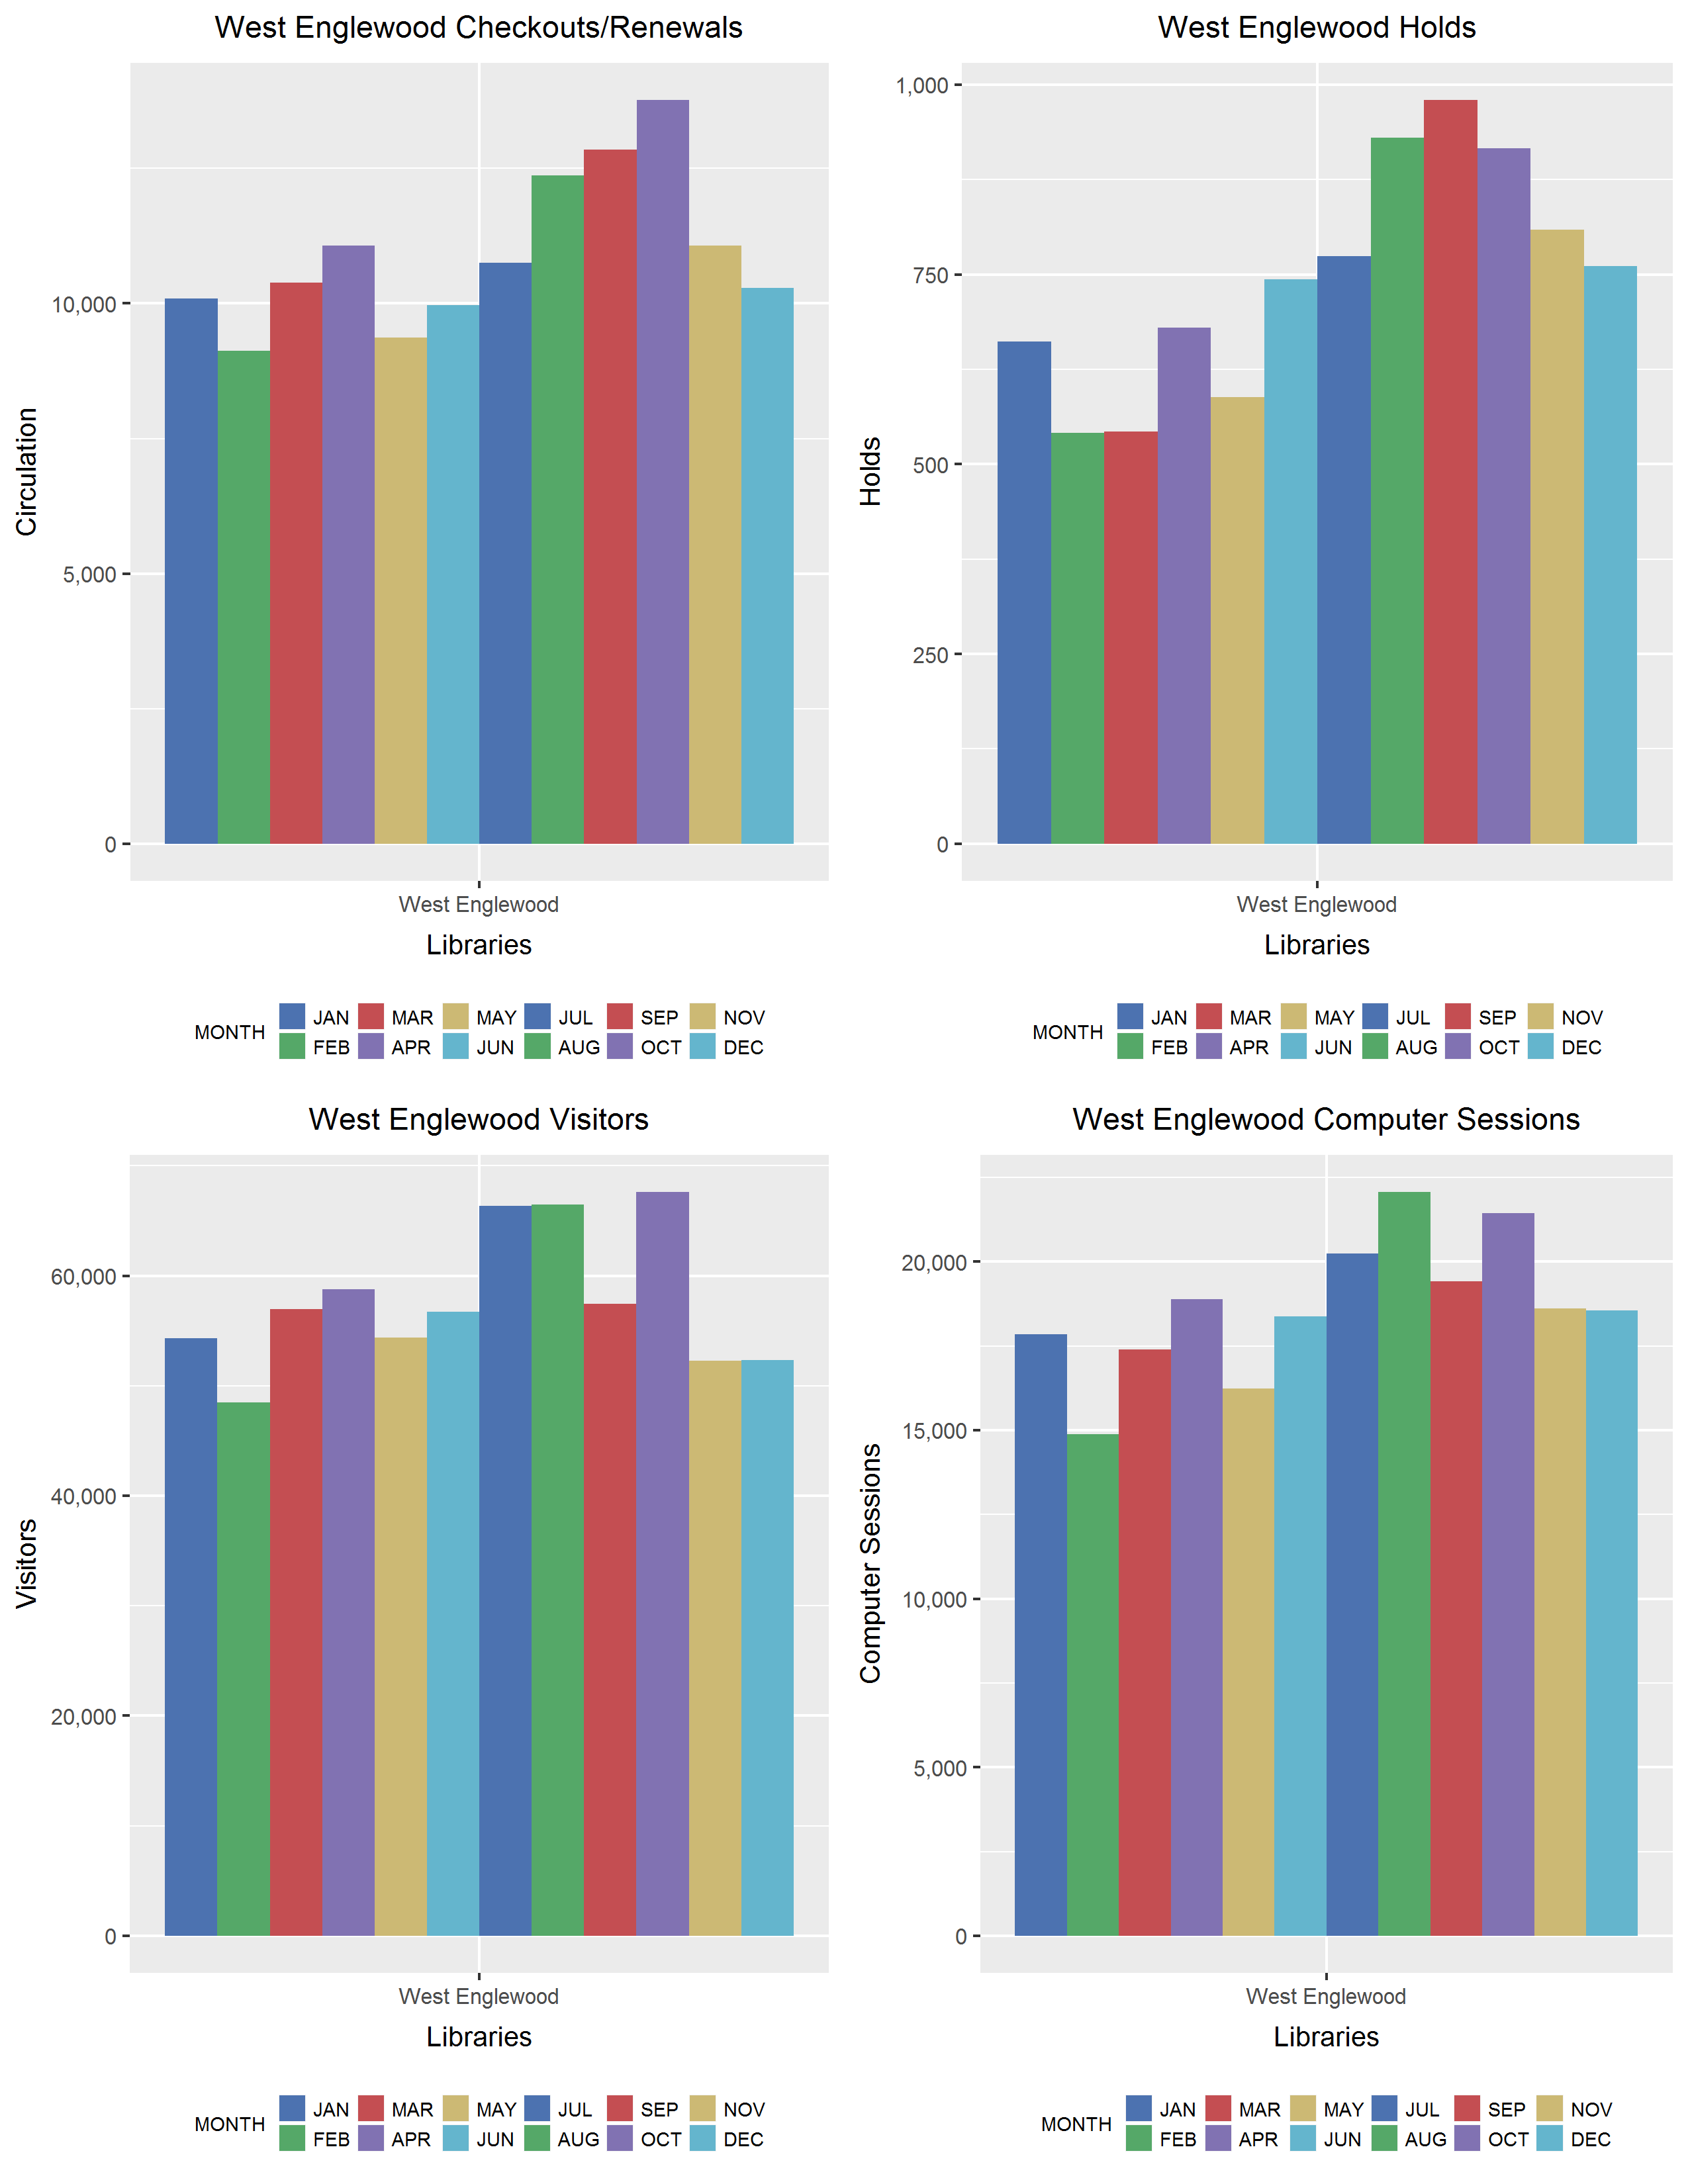 West Englewood Checkouts/Renewals
Circulation
10,000
5,000
0
West Englewood
Libraries
MONTH
JAN MAR MAY JUL SEP NOV
FEB APR JUN AUG OCT DEC
West Englewood Holds
Holds
1,000
750
500
250
0
West Englewood
Libraries
MONTH
JAN MAR MAY JUL SEP NOV
FEB APR JUN AUG OCT DEC
West Englewood Visitors
Visitors
60,000
40,000
20,000
0
West Englewood
Libraries
MONTH
JAN MAR MAY JUL SEP NOV
FEB APR JUN AUG OCT DEC
West Englewood Computer Sessions
Computer Sessions
20,000
15,000
10,000
5,000
0
West Englewood
Libraries
MONTH
JAN MAR MAY JUL SEP NOV
FEB APR JUN AUG OCT DEC